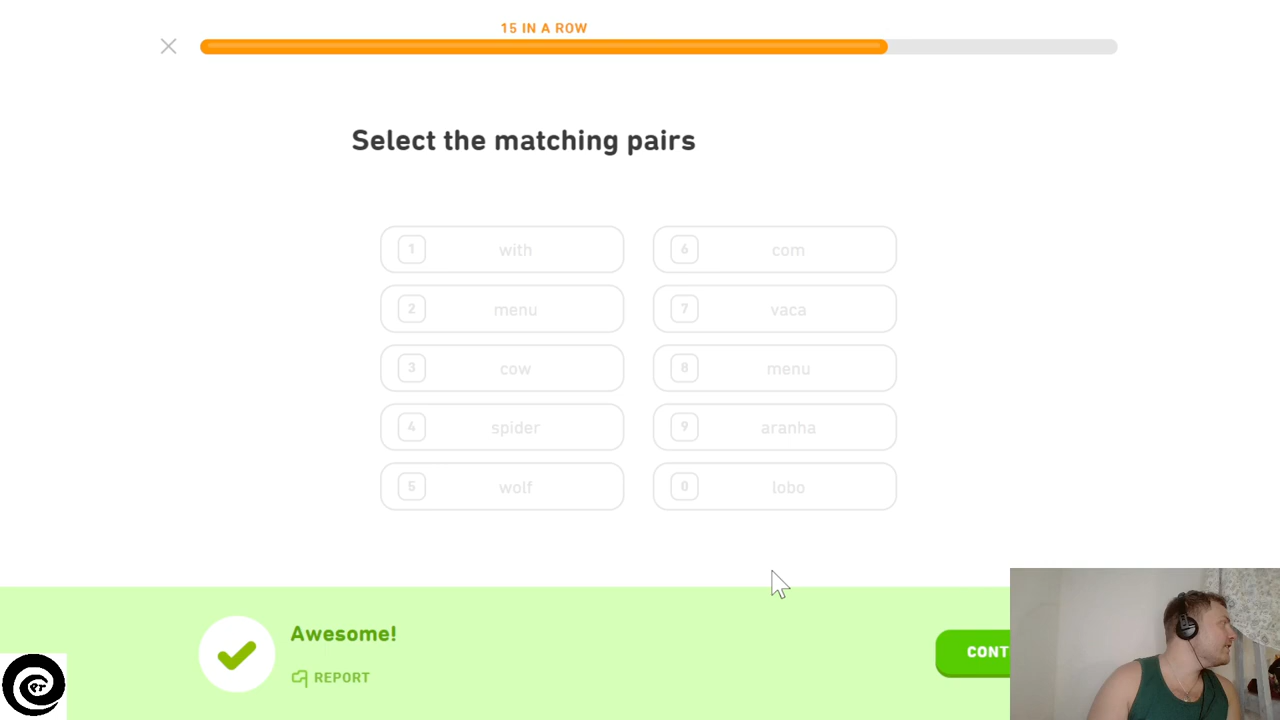 15 IN A ROW
Select the matching pairs
1 with
6 com
2 menu
7 vaca
3 cow
8 menu
4 spider
9 aranha
5 wolf
0 lobo
Awesome!
REPORT
CONT